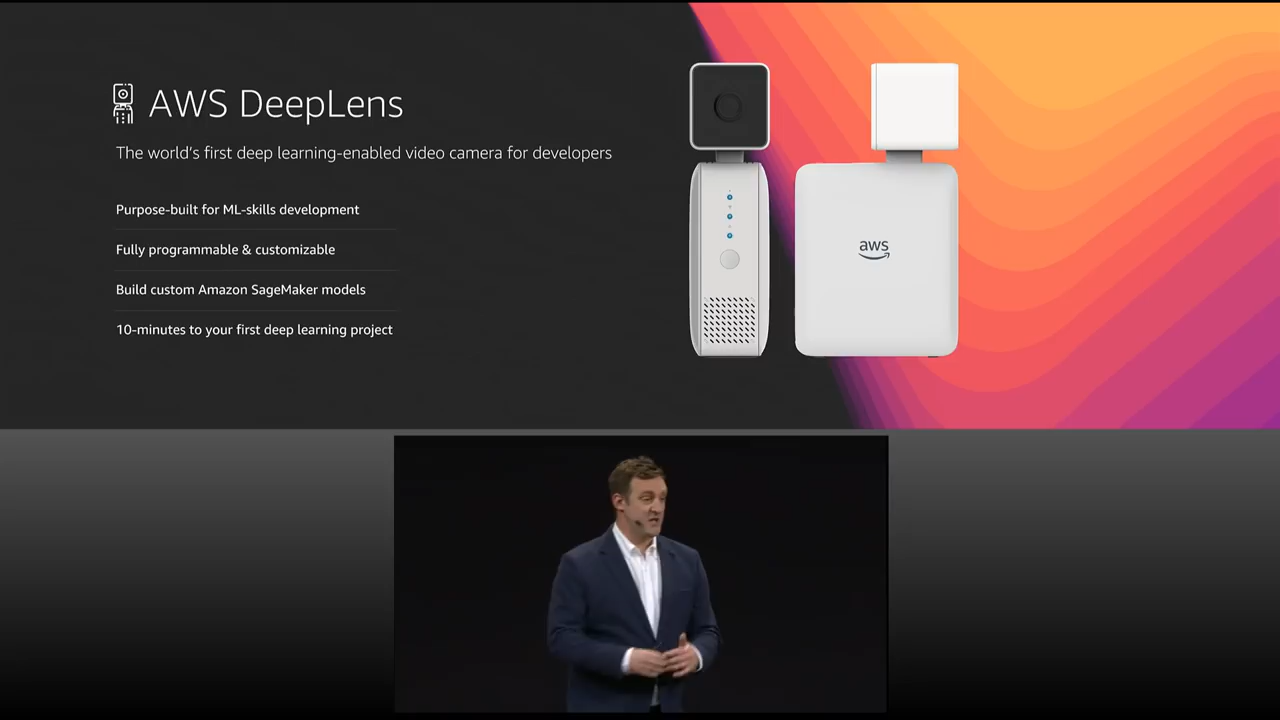 AWS DeepLens
The world's first deep learning-enabled video camera for developers
Purpose-built for ML-skills development
Fully programmable & customizable
Build custom Amazon SageMaker models
10-minutes to your first deep learning project
aws